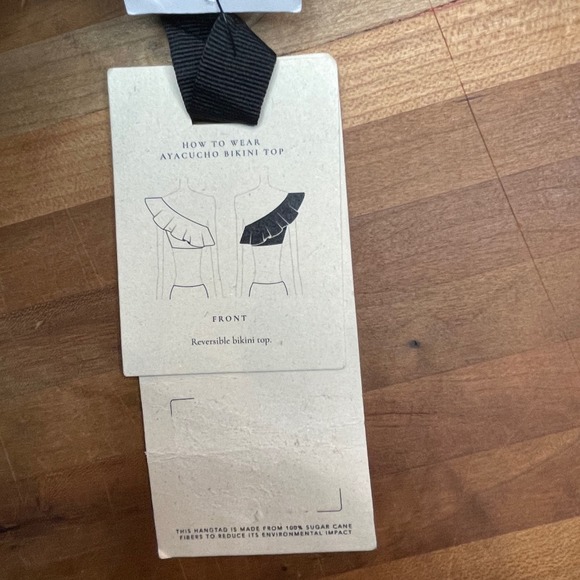 HOW TO WEAR
AYACUCHO BIKINI TOP
FRONT
Reversible bikini top.
THIS HANGTAG IS MADE FROM 100% SUGAR CANE
FIBERS TO REDUCE ITS ENVIRONMENTAL IMPACT